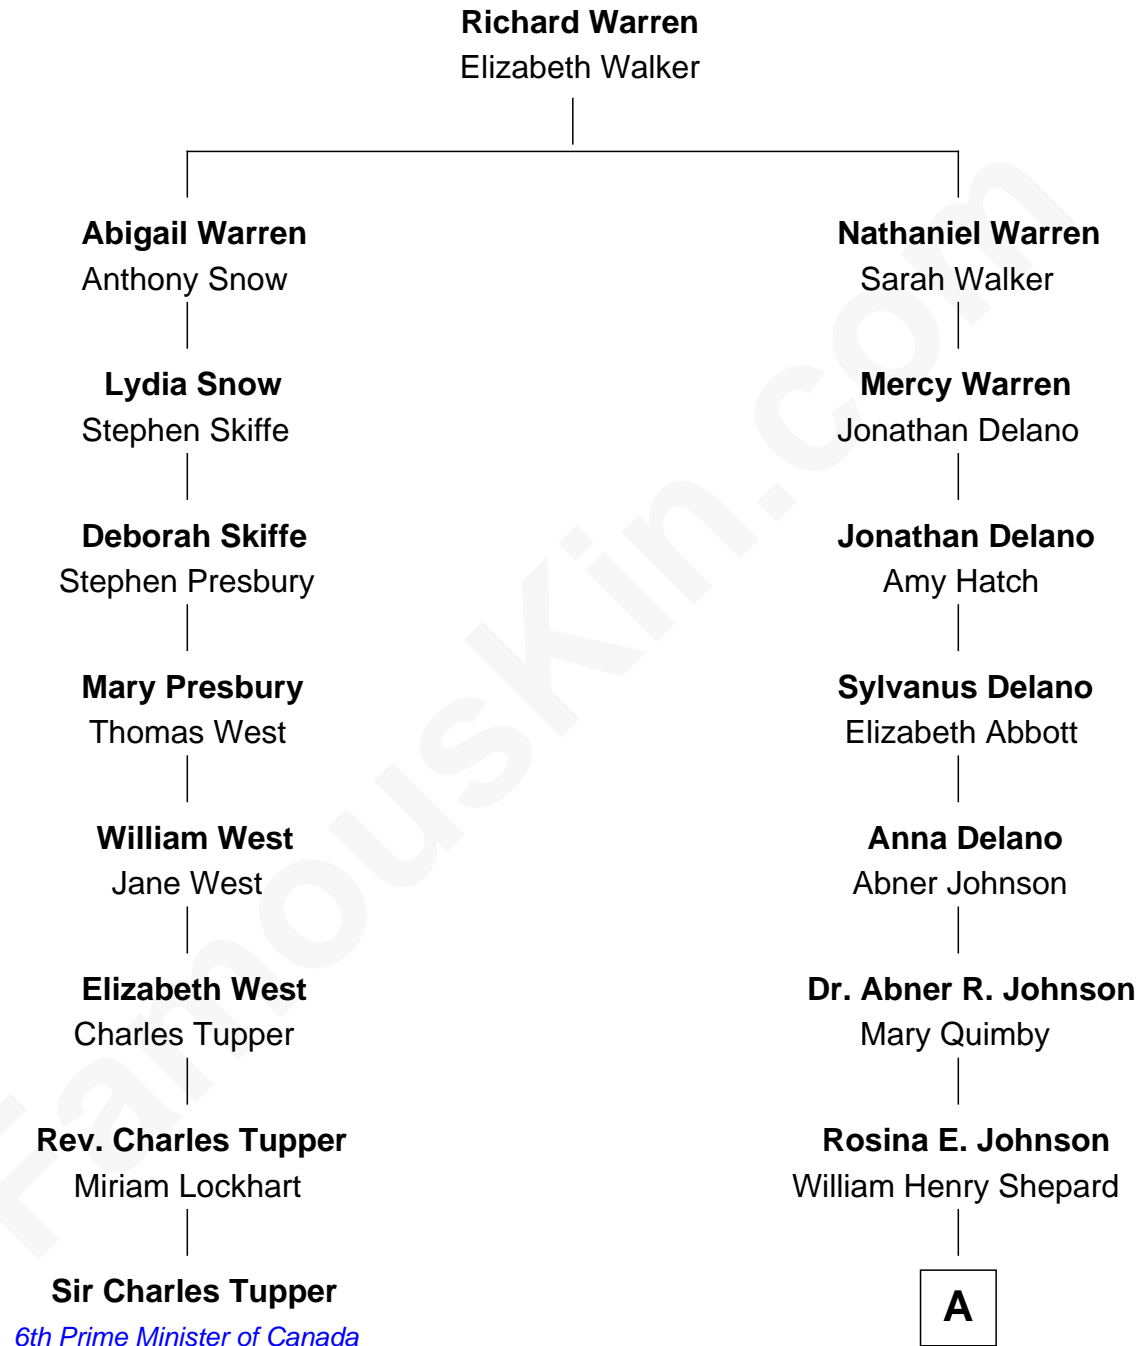 Richard Warren
Elizabeth Walker
Abigail Warren
Anthony Snow
Nathaniel Warren
Sarah Walker
Lydia Snow
Stephen Skiffe
Mercy Warren
Jonathan Delano
Deborah Skiffe
Stephen Presbury
Jonathan Delano
Amy Hatch
Mary Presbury
Thomas West
Sylvanus Delano
Elizabeth Abbott
William West
Jane West
Anna Delano
Abner Johnson
Elizabeth West
Charles Tupper
Dr. Abner R. Johnson
Mary Quimby
Rev. Charles Tupper
Miriam Lockhart
Rosina E. Johnson
William Henry Shepard
Sir Charles Tupper
6th Prime Minister of Canada
A
FamousKin.com